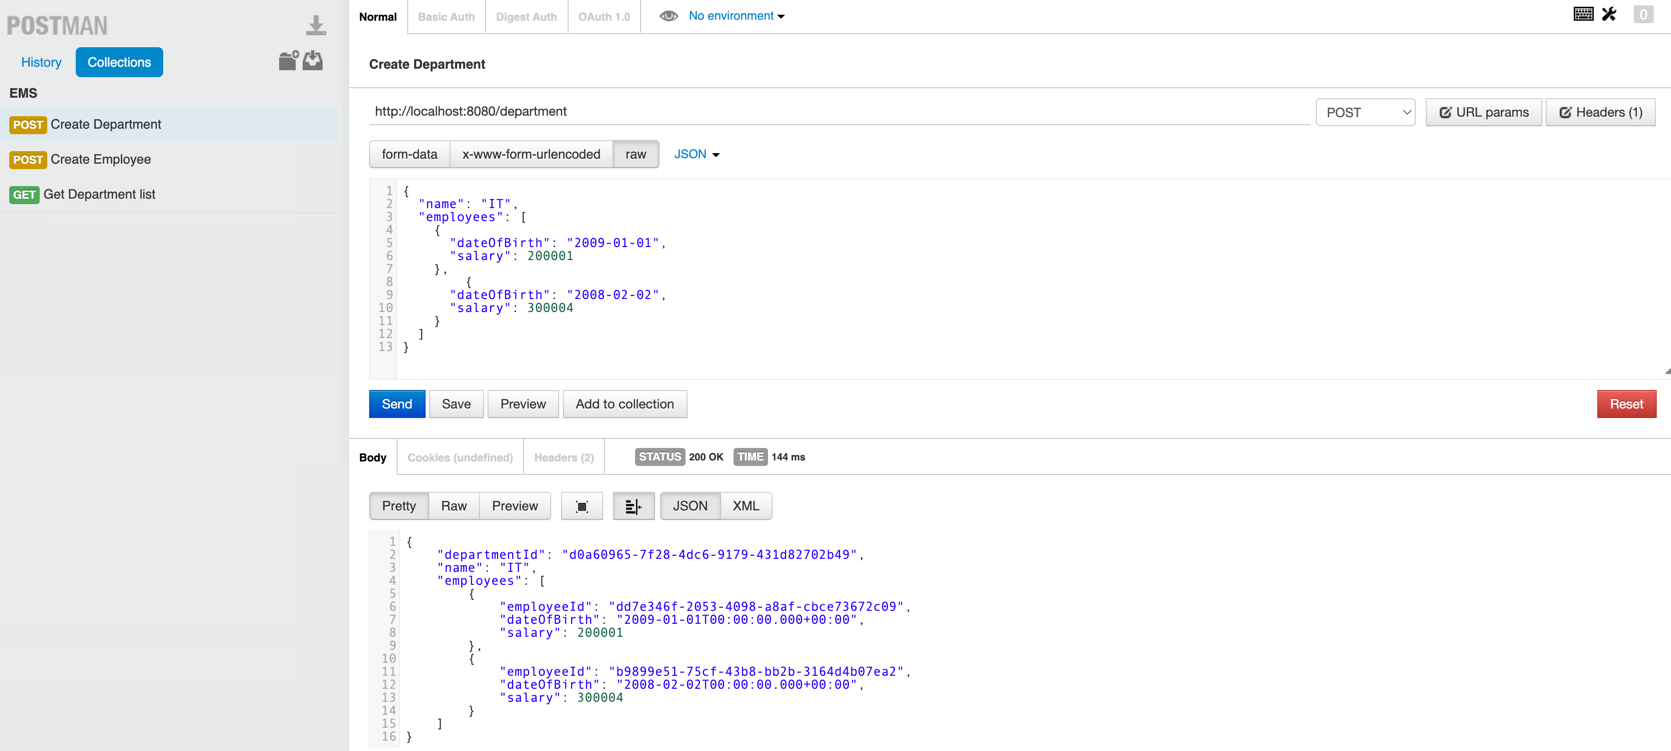 POSTMAN
History Collections
EMS
POST Create Department
POST Create Employee
GET Get Department list
Normal Basic Auth Digest Auth OAuth 1.0 No environment 0
Create Department
http://localhost:8080/department POST URL params Headers (1)
form-data x-www-form-urlencoded raw JSON
1 {
2 "name": "IT",
3 "employees": [
4 {
5 "dateOfBirth": "2009-01-01",
6 "salary": 200001
7 },
8 {
9 "dateOfBirth": "2008-02-02",
10 "salary": 300004
11 }
12 ]
13 }
Send Save Preview Add to collection Reset
Body Cookies (undefined) Headers (2) STATUS 200 OK TIME 144 ms
Pretty Raw Preview JSON XML
1 {
2 "departmentId": "d0a60965-7f28-4dc6-9179-431d82702b49",
3 "name": "IT",
4 "employees": [
5 {
6 "employeeId": "dd7e346f-2053-4098-a8af-cbce73672c09",
7 "dateOfBirth": "2009-01-01T00:00:00.000+00:00",
8 "salary": 200001
9 },
10 {
11 "employeeId": "b9899e51-75cf-43b8-bb2b-3164d4b07ea2",
12 "dateOfBirth": "2008-02-02T00:00:00.000+00:00",
13 "salary": 300004
14 }
15 ]
16 }